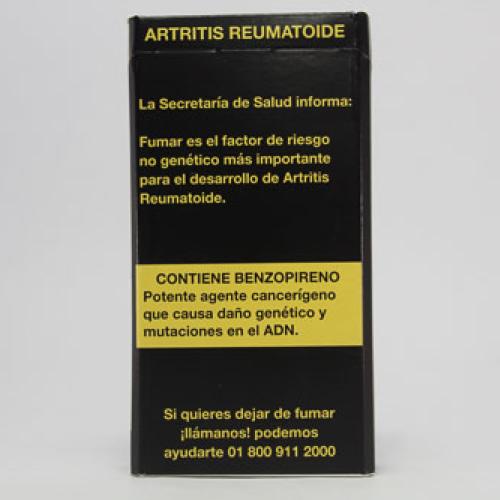 ARTRITIS REUMATOIDE
La Secretaría de Salud informa:
Fumar es el factor de riesgo
no genético más importante
para el desarrollo de Artritis
Reumatoide.
CONTIENE BENZOPIRENO
Potente agente cancerígeno
que causa daño genético y
mutaciones en el ADN.
Si quieres dejar de fumar
¡llámanos! podemos
ayudarte 01 800 911 2000